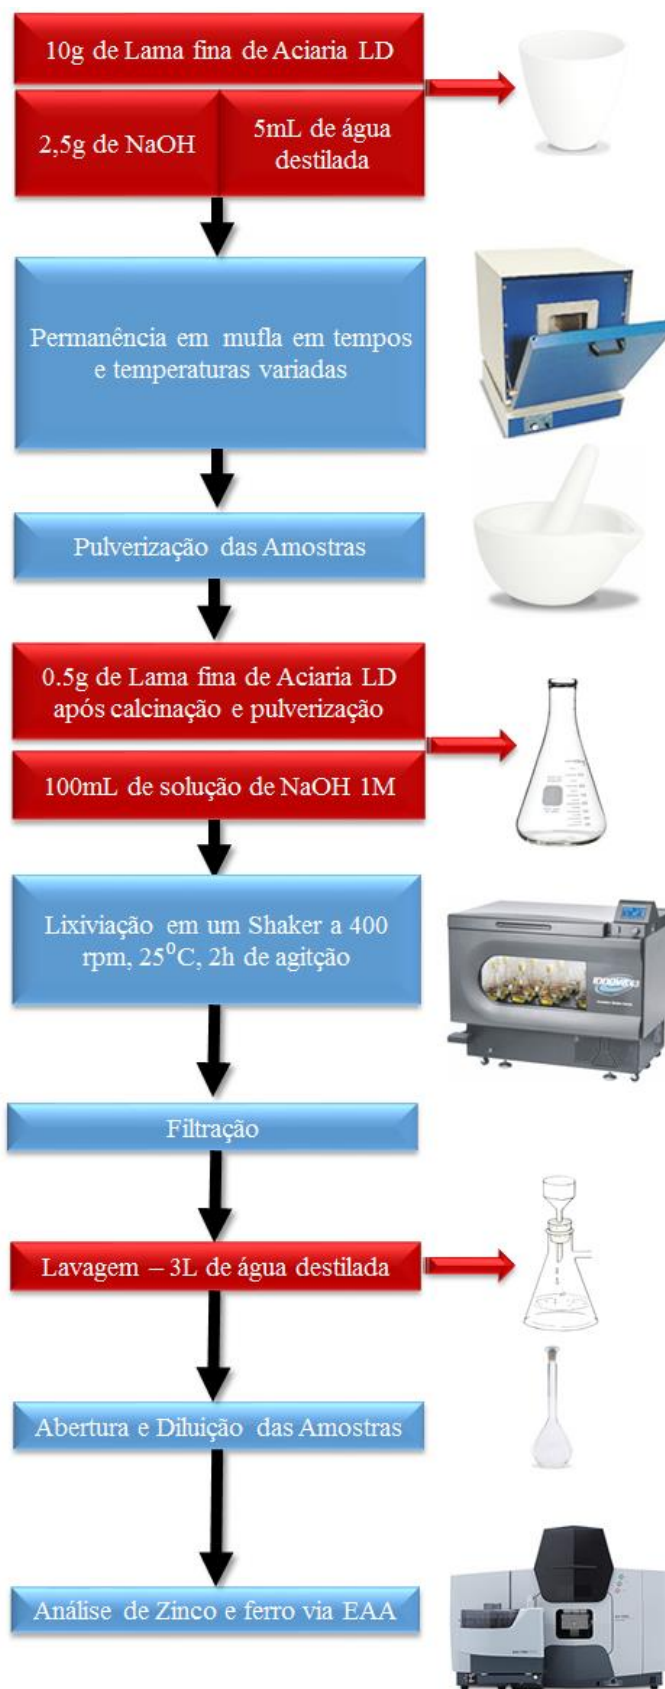 10g de Lama fina de Aciaria LD
2,5g de NaOH
5mL de água
destilada
Permanência em mufla em tempos
e temperaturas variadas
Pulverização das Amostras
0.5g de Lama fina de Aciaria LD
após calcinação e pulverização
100mL de solução de NaOH 1M
Lixiviação em um Shaker a 400
rpm, 25⁰C, 2h de agitção
Filtração
Lavagem – 3L de água destilada
Abertura e Diluição das Amostras
Análise de Zinco e ferro via EAA